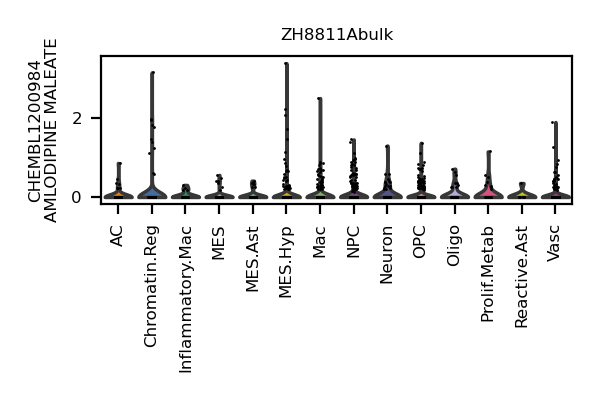 ZH8811Abulk
CHEMBL1200984
AMLODIPINE MALEATE
2
0
AC
Chromatin.Reg
Inflammatory.Mac
MES
MES.Ast
MES.Hyp
Mac
NPC
Neuron
OPC
Oligo
Prolif.Metab
Reactive.Ast
Vasc